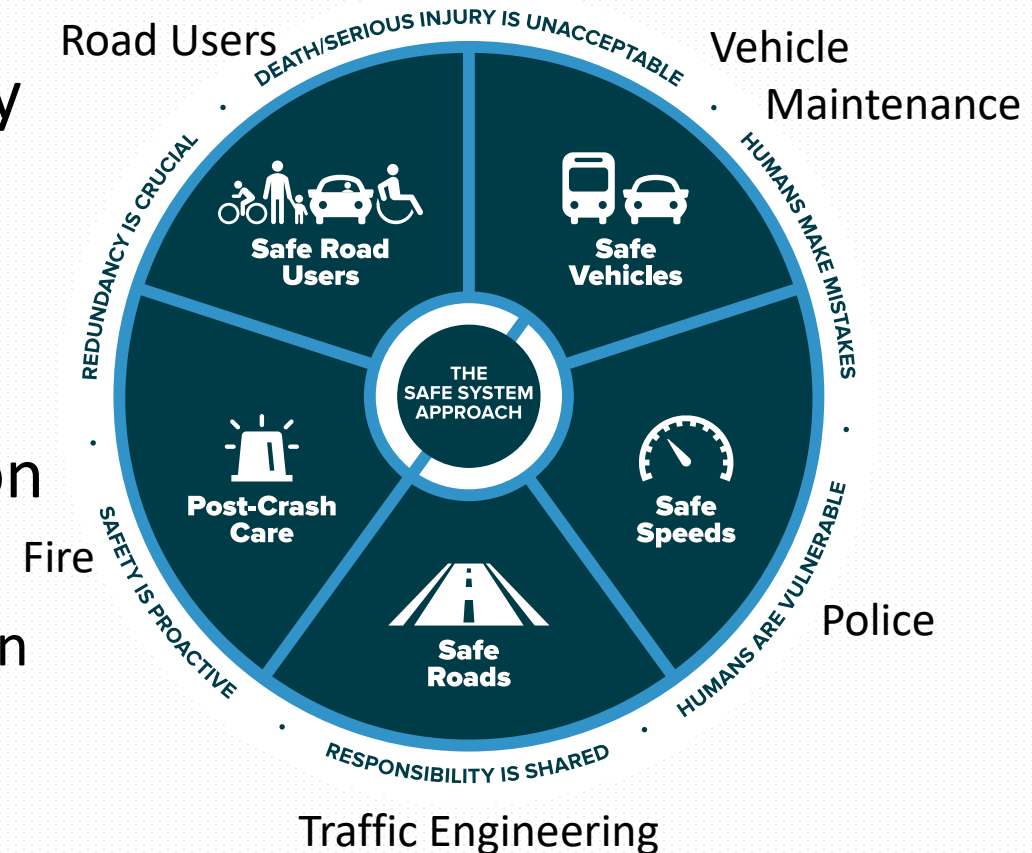 Road Users
Vehicle
Maintenance
DEATH/SERIOUS INJURY IS UNACCEPTABLE
HUMANS MAKE MISTAKES
HUMANS ARE VULNERABLE
RESPONSIBILITY IS SHARED
SAFETY IS PROACTIVE
REDUNDANCY IS CRUCIAL
Safe Road
Users
Safe
Vehicles
THE
SAFE SYSTEM
APPROACH
Post-Crash
Care
Safe
Speeds
Safe
Roads
Fire
Police
Traffic Engineering